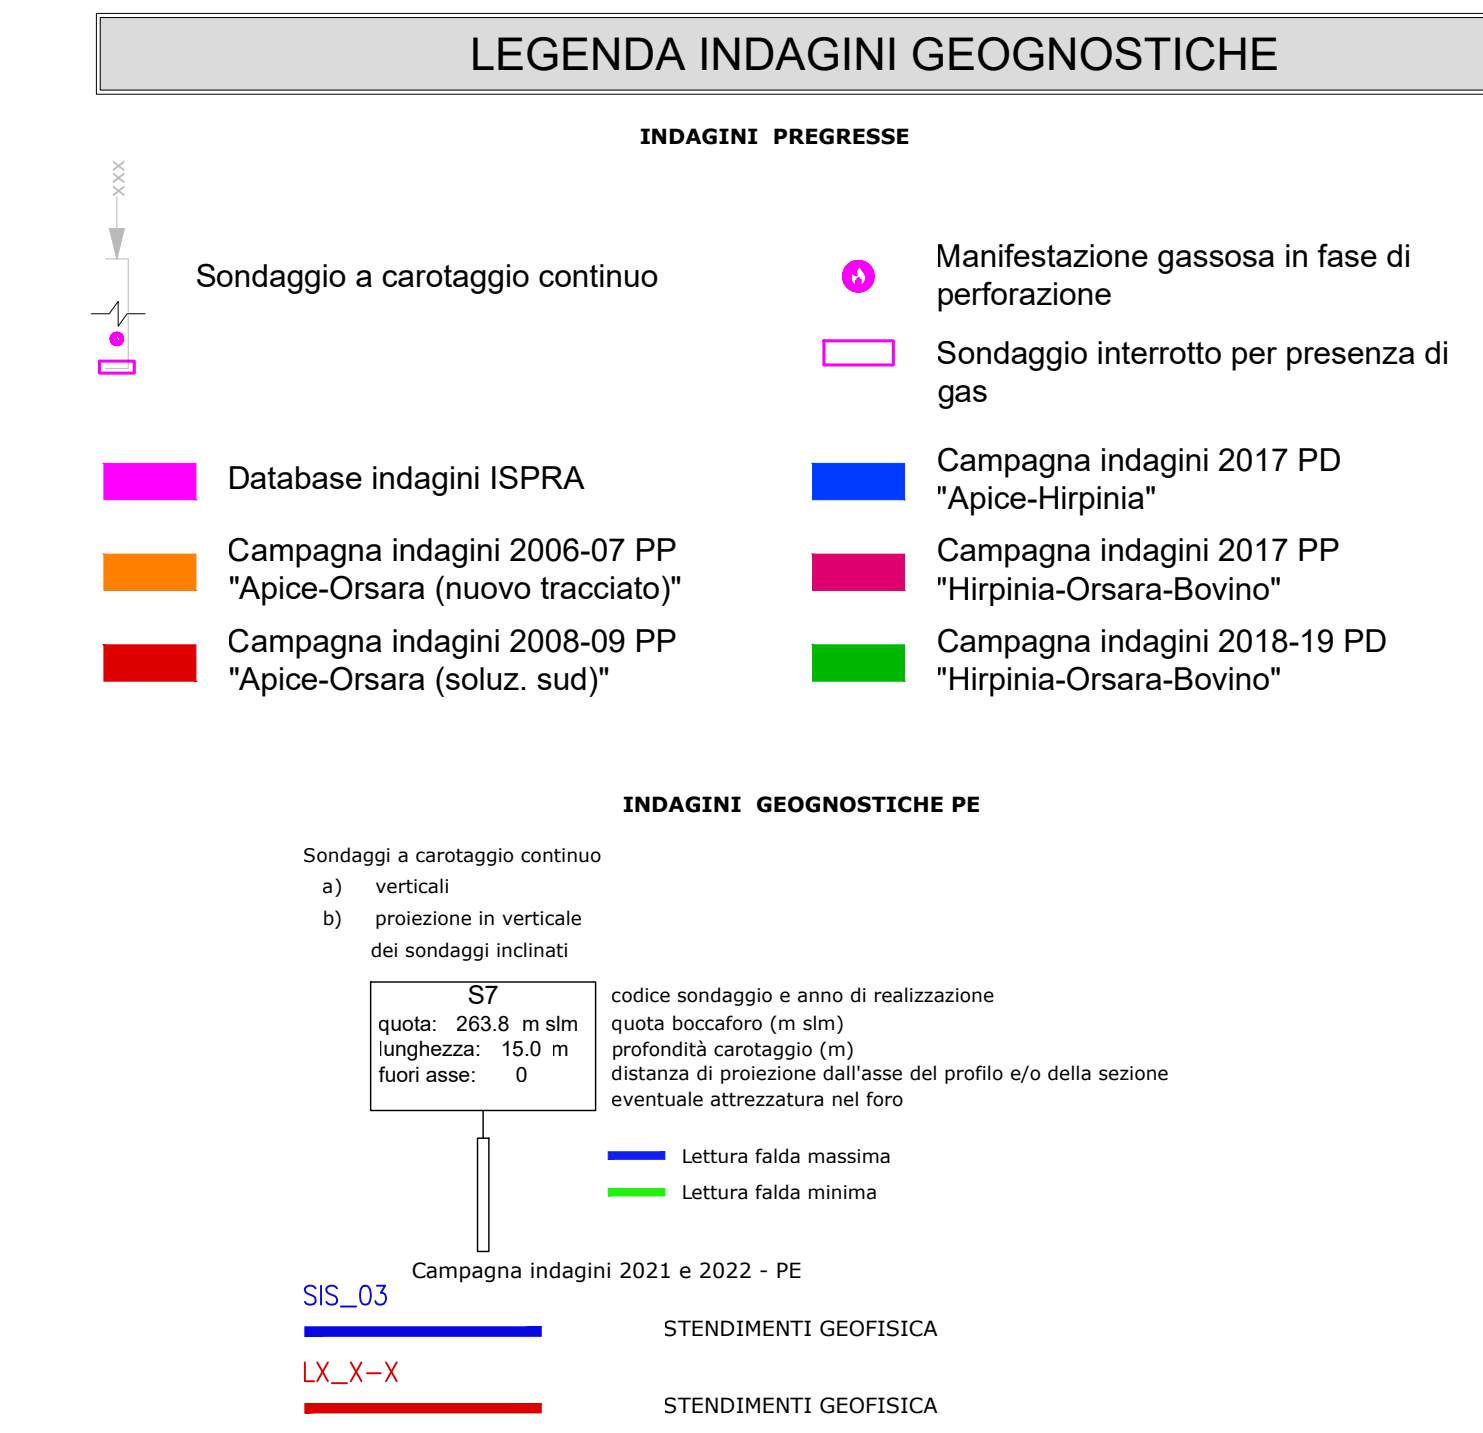 LEGENDA INDAGINI GEOGNOSTICHE
INDAGINI PREGRESSE
XXX
Sondaggio a carotaggio continuo
Manifestazione gassosa in fase di
perforazione
Sondaggio interrotto per presenza di
gas
Database indagini ISPRA
Campagna indagini 2006-07 PP
"Apice-Orsara (nuovo tracciato)"
Campagna indagini 2008-09 PP
"Apice-Orsara (soluz. sud)"
Campagna indagini 2017 PD
"Apice-Hirpinia"
Campagna indagini 2017 PP
"Hirpinia-Orsara-Bovino"
Campagna indagini 2018-19 PD
"Hirpinia-Orsara-Bovino"
INDAGINI GEOGNOSTICHE PE
Sondaggi a carotaggio continuo
a) verticali
b) proiezione in verticale
dei sondaggi inclinati
S7
quota: 263.8 m slm
lunghezza: 15.0 m
fuori asse: 0
codice sondaggio e anno di realizzazione
quota boccaforo (m slm)
profondità carotaggio (m)
distanza di proiezione dall'asse del profilo e/o della sezione
eventuale attrezzatura nel foro
Lettura falda massima
Lettura falda minima
Campagna indagini 2021 e 2022 - PE
SIS_03
STENDIMENTI GEOFISICA
LX_X-X
STENDIMENTI GEOFISICA